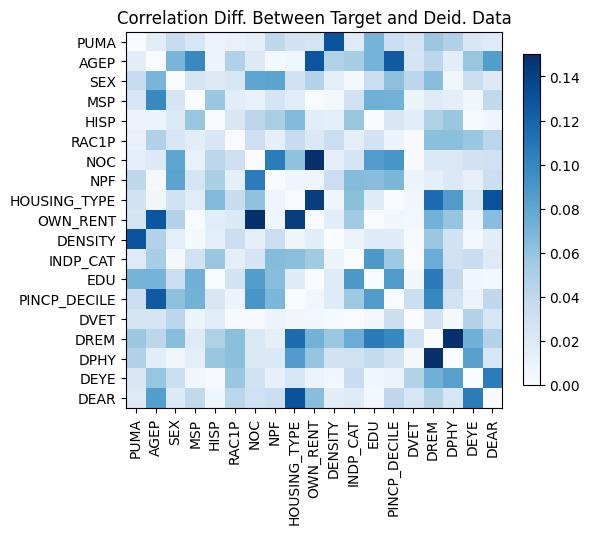 Correlation Diff. Between Target and Deid. Data
PUMA
AGEP
SEX
MSP
HISP
RAC1P
NOC
NPF
HOUSING_TYPE
OWN_RENT
DENSITY
INDP_CAT
EDU
PINCP_DECILE
DVET
DREM
DPHY
DEYE
DEAR
0.14
0.12
0.10
0.08
0.06
0.04
0.02
0.00
PUMA
AGEP
SEX
MSP
HISP
RAC1P
NOC
NPF
HOUSING_TYPE
OWN_RENT
DENSITY
INDP_CAT
EDU
PINCP_DECILE
DVET
DREM
DPHY
DEYE
DEAR